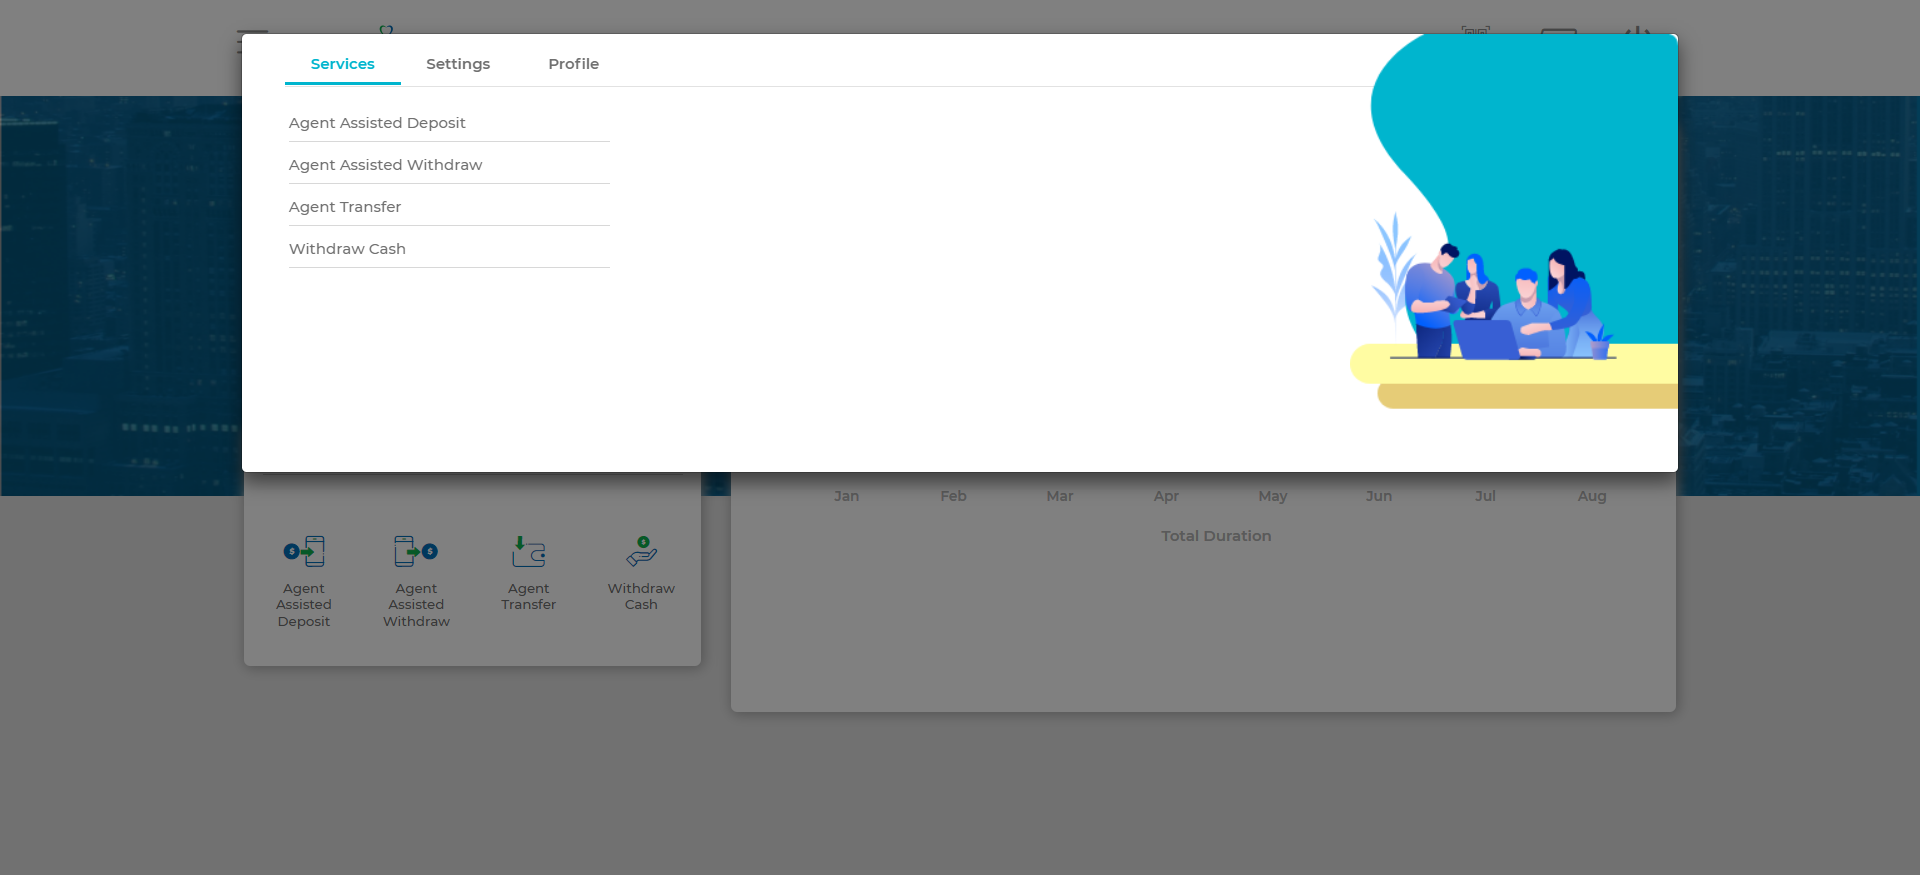 Services Settings Profile
Agent Assisted Deposit
Agent Assisted Withdraw
Agent Transfer
Withdraw Cash
Jan Feb Mar Apr May Jun Jul Aug
Total Duration
Agent
Assisted
Deposit
Agent
Assisted
Withdraw
Agent
Transfer
Withdraw
Cash